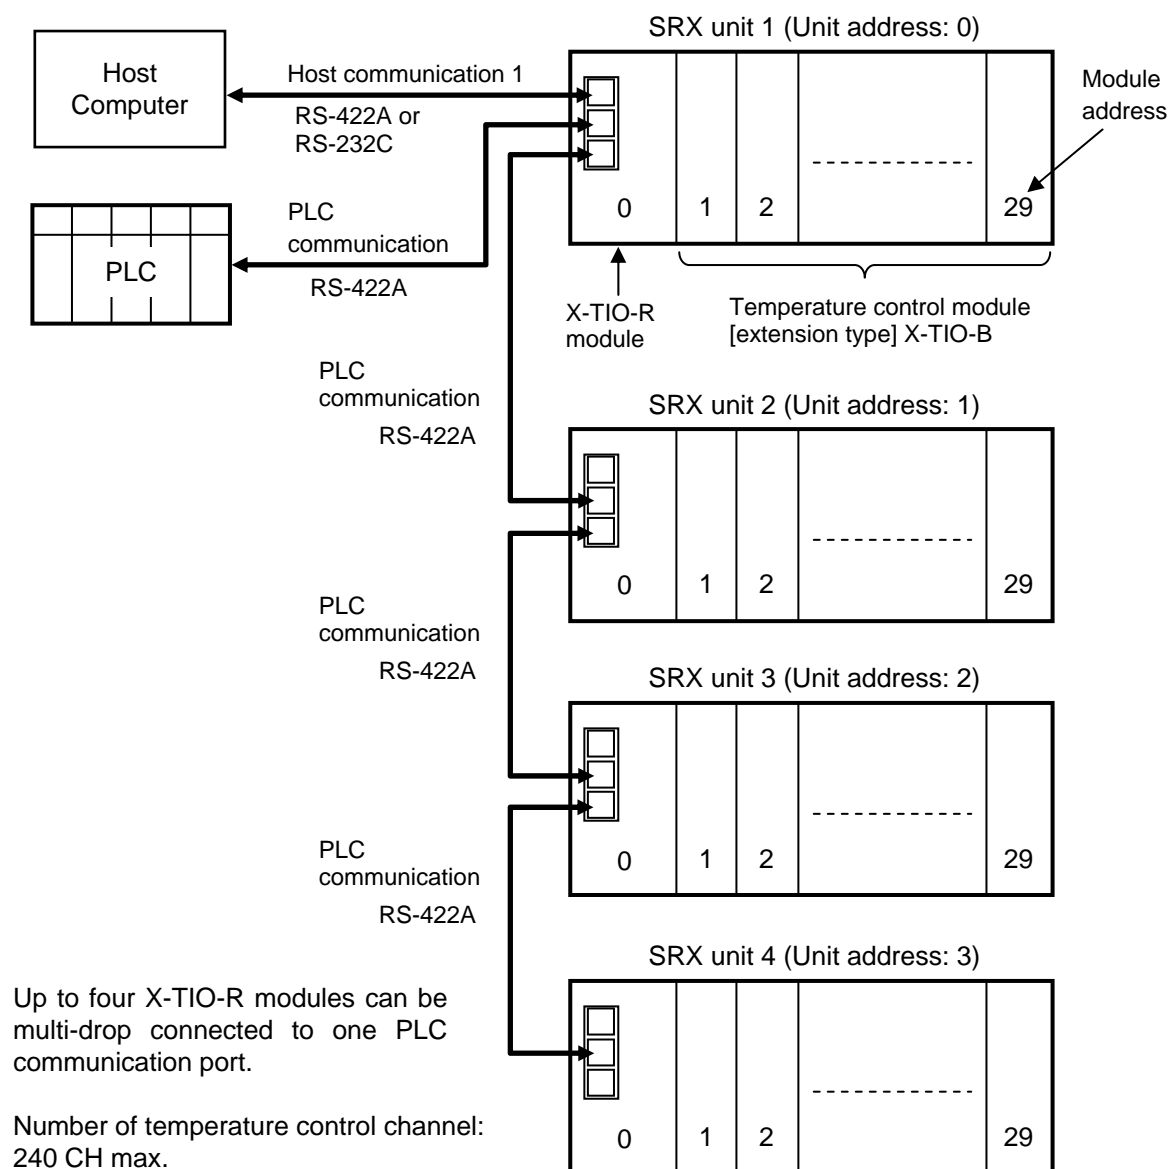 SRX unit 1 (Unit address: 0)
Host
Computer
Host communication 1
RS-422A or
RS-232C
Module
address
0 1 2 29
PLC
communication
RS-422A
PLC
X-TIO-R
module
Temperature control module
[extension type] X-TIO-B
PLC
communication
RS-422A
SRX unit 2 (Unit address: 1)
0 1 2 29
PLC
communication
RS-422A
SRX unit 3 (Unit address: 2)
0 1 2 29
PLC
communication
RS-422A
SRX unit 4 (Unit address: 3)
0 1 2 29
Up to four X-TIO-R modules can be
multi-drop connected to one PLC
communication port.
Number of temperature control channel:
240 CH max.